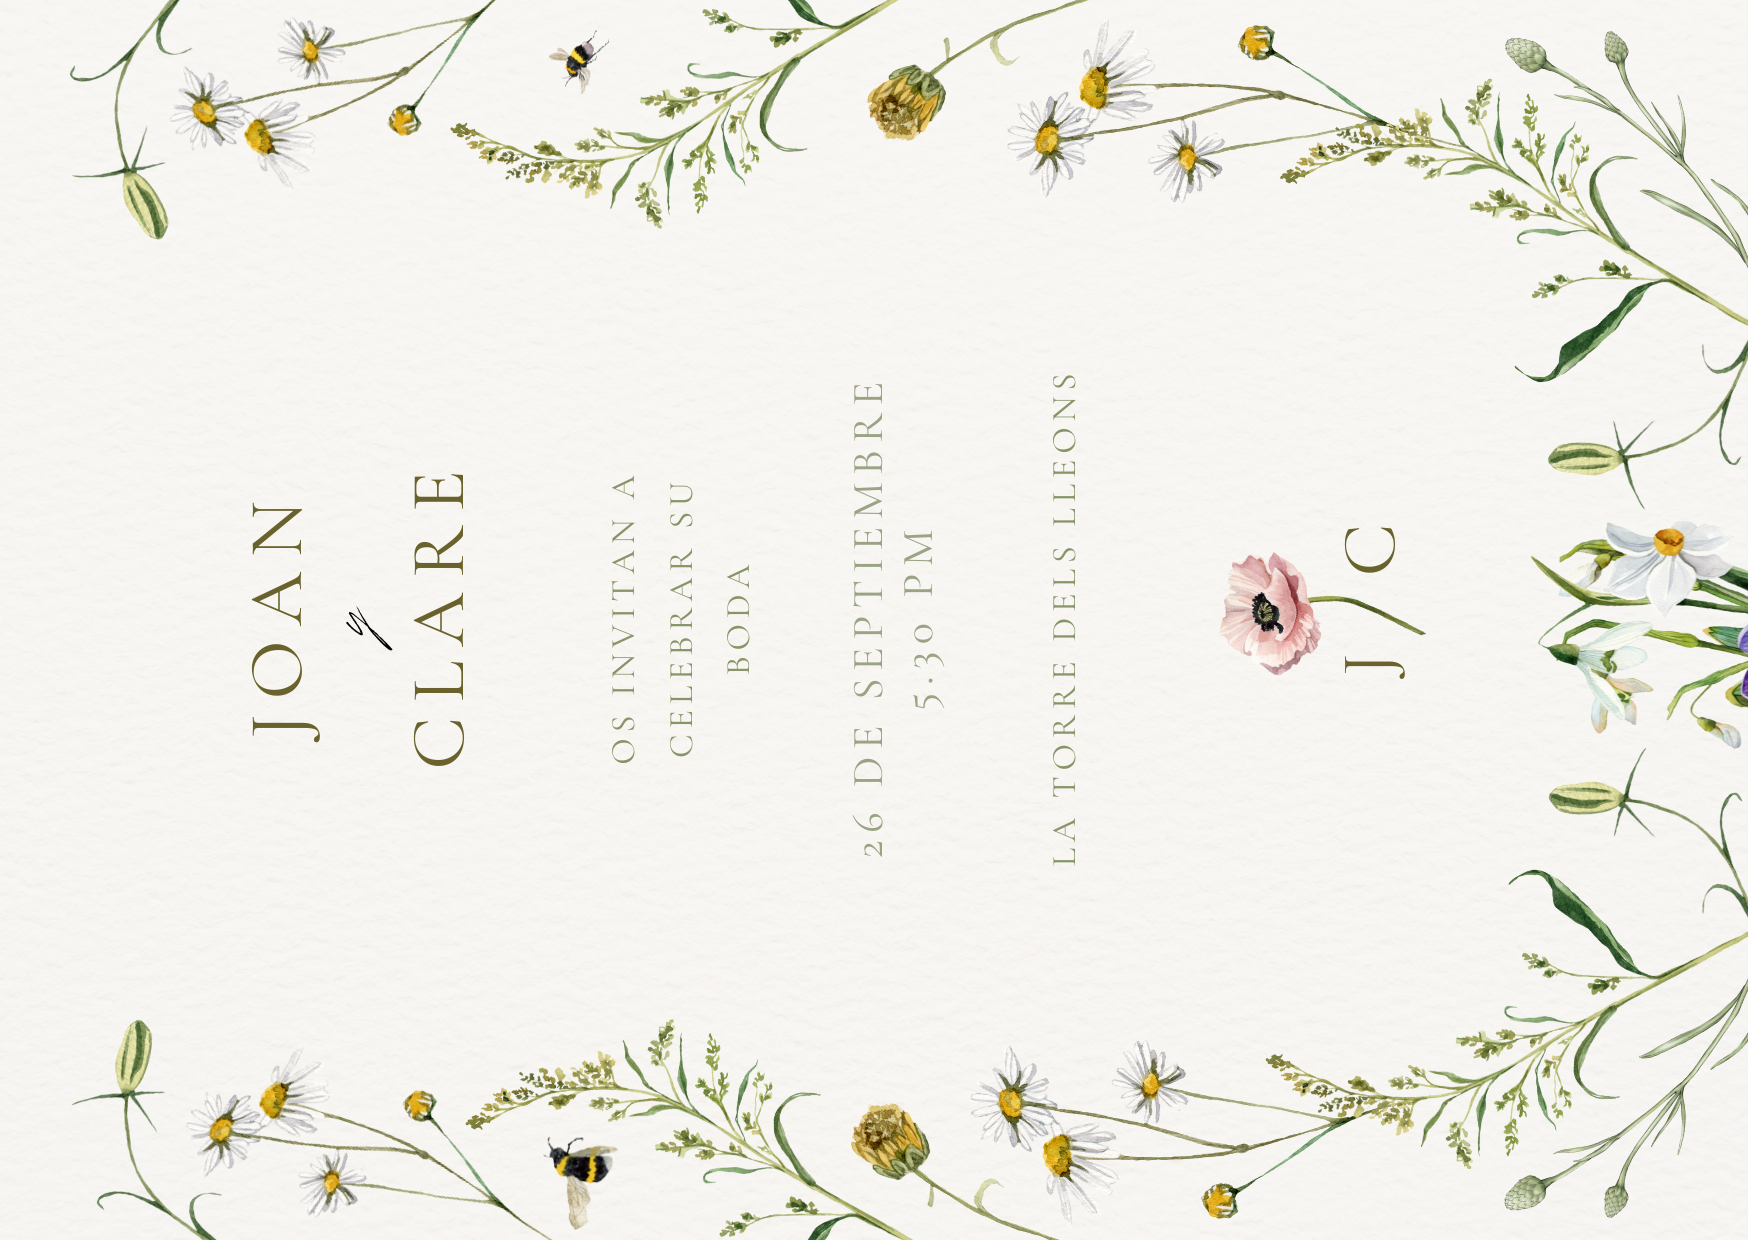 JOAN
y
CLARE
OS INVITAN A
CELEBRAR SU
BODA
26 DE SEPTIEMBRE
5.30 PM
LA TORRE DELS LLEONS
J C